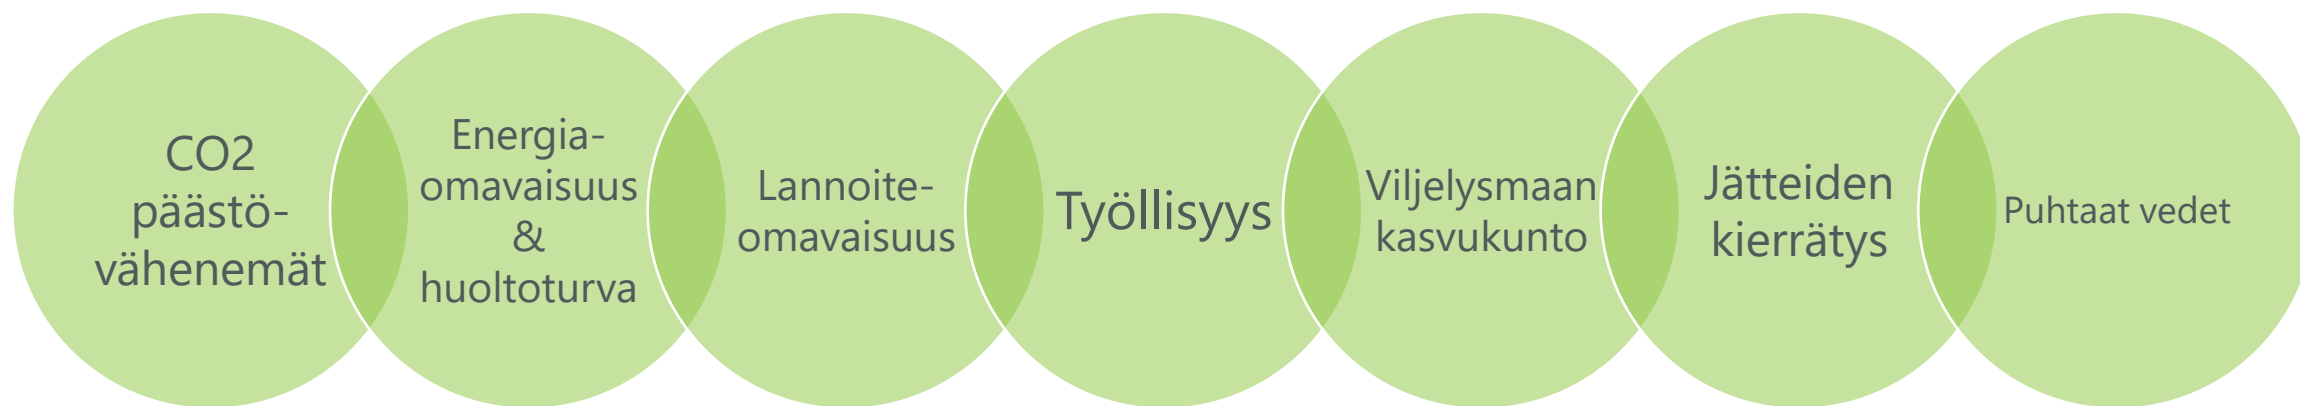 CO2
päästö-
vähenemät
Energia-
omavaisuus
&
huoltoturva
Lannoite-
omavaisuus
Työllisyys
Viljelysmaan
kasvukunto
Jätteiden
kierrätys
Puhtaat vedet